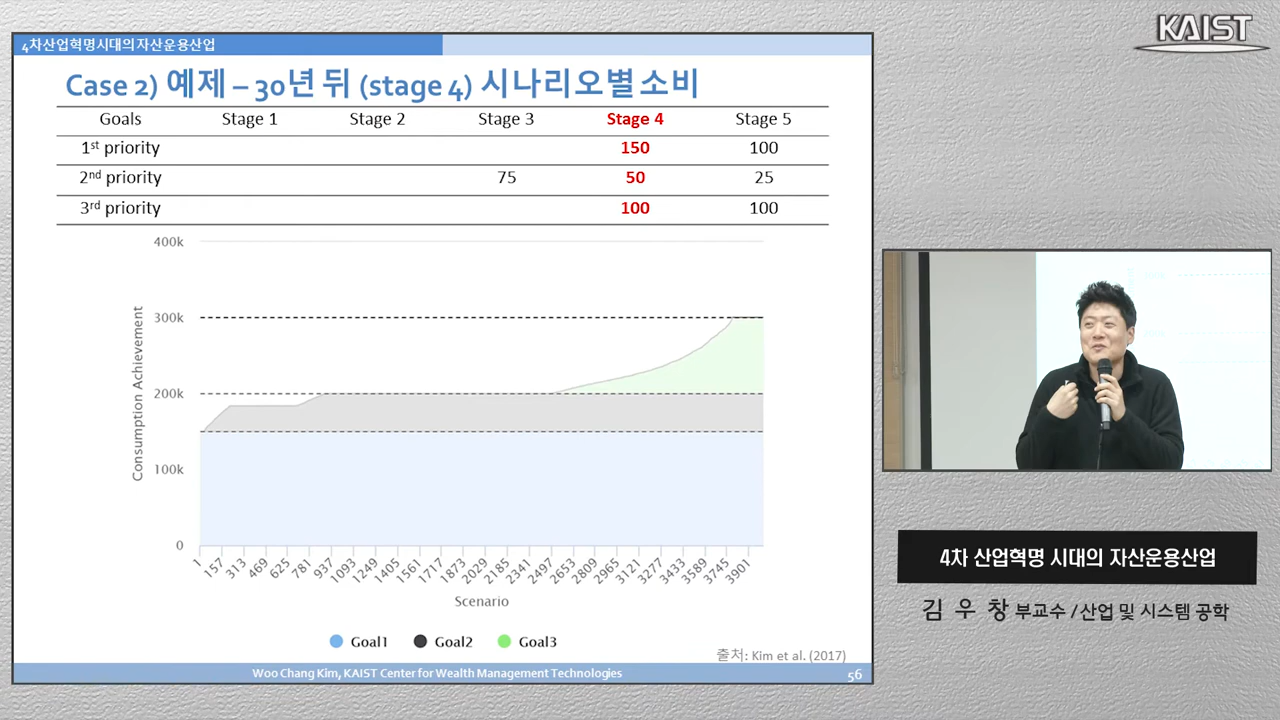 KAIST
4차산업혁명시대의자산운용산업
Case 2) 예제 – 30년 뒤 (stage 4) 시나리오별소비
Goals Stage 1 Stage 2 Stage 3 Stage 4 Stage 5
1st priority 150 100
2nd priority 75 50 25
3rd priority 100 100
400k
300k
200k
100k
0
Consumption Achievement
1 157 313 469 625 781 937 1093 1249 1405 1561 1717 1873 2029 2185 2341 2497 2653 2809 2965 3121 3277 3433 3589 3745 3901
Scenario
Goal1 Goal2 Goal3
출처: Kim et al. (2017)
Woo Chang Kim, KAIST Center for Wealth Management Technologies 56
4차 산업혁명 시대의 자산운용산업
김 우 창 부교수 / 산업 및 시스템 공학